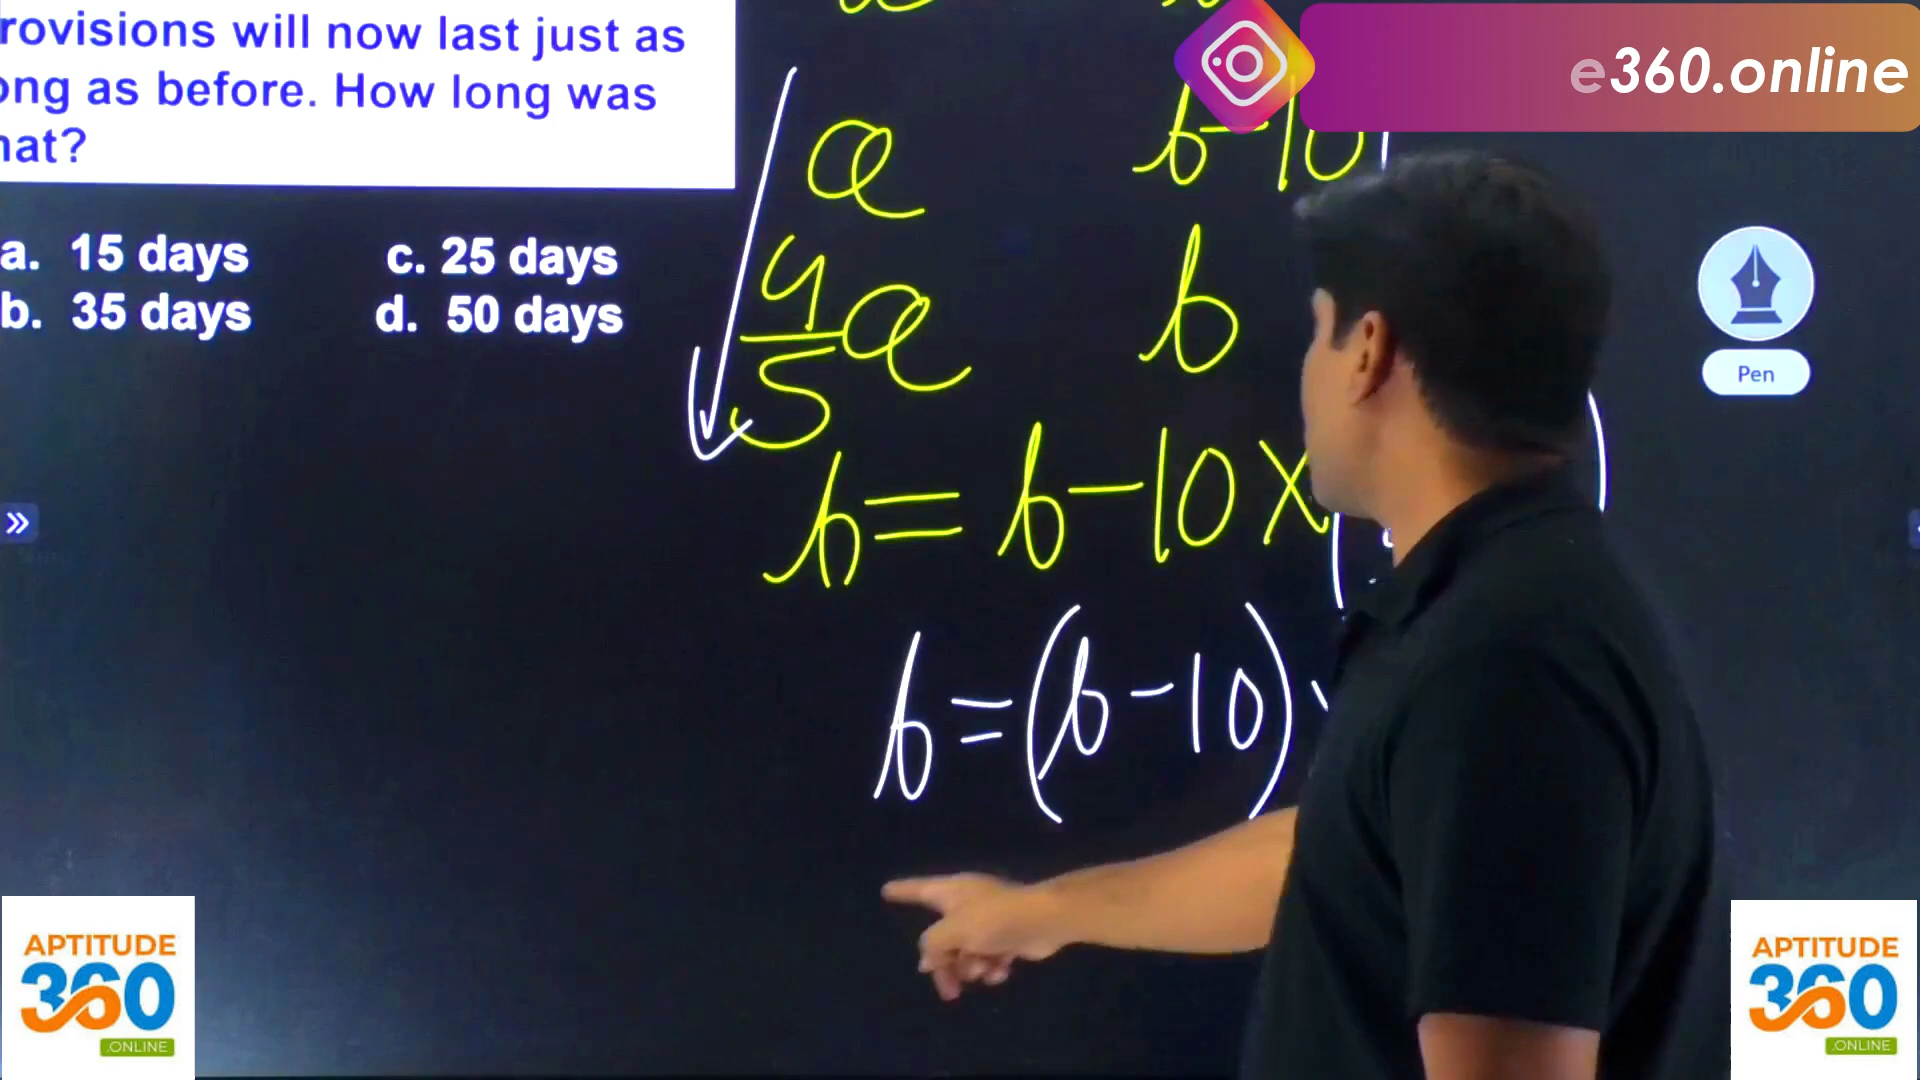 rovisions will now last just as
ong as before. How long was
hat?
a. 15 days
c. 25 days
b. 35 days
d. 50 days
a b-10
4/5 a b
b = b-10 x
b = (b-10)
e360.online
Pen
APTITUDE
360
.ONLINE
APTITUDE
360
.ONLINE